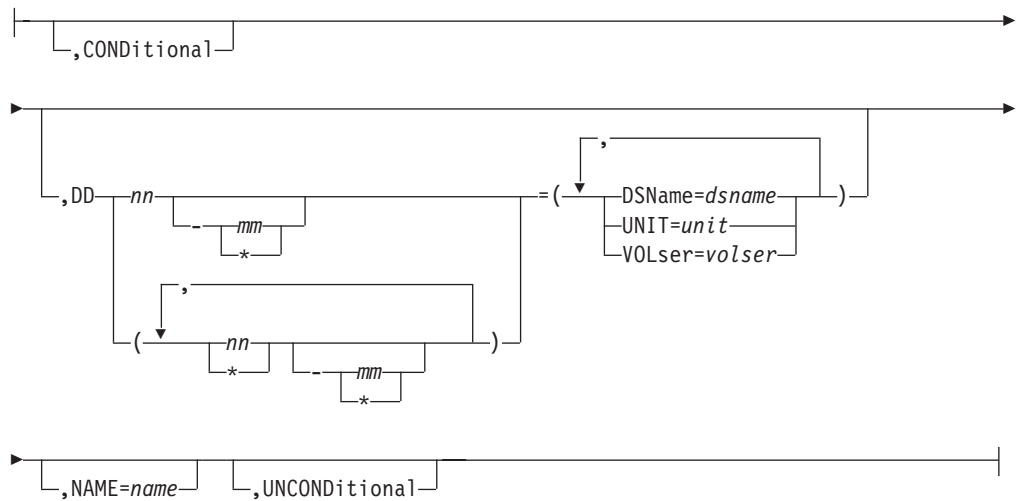 ,CONDitional
,
,DD nn =( DSName=dsname )
- mm UNIT=unit
* VOLser=volser
,
( nn )
* - mm
*
,NAME=name ,UNCONDitional